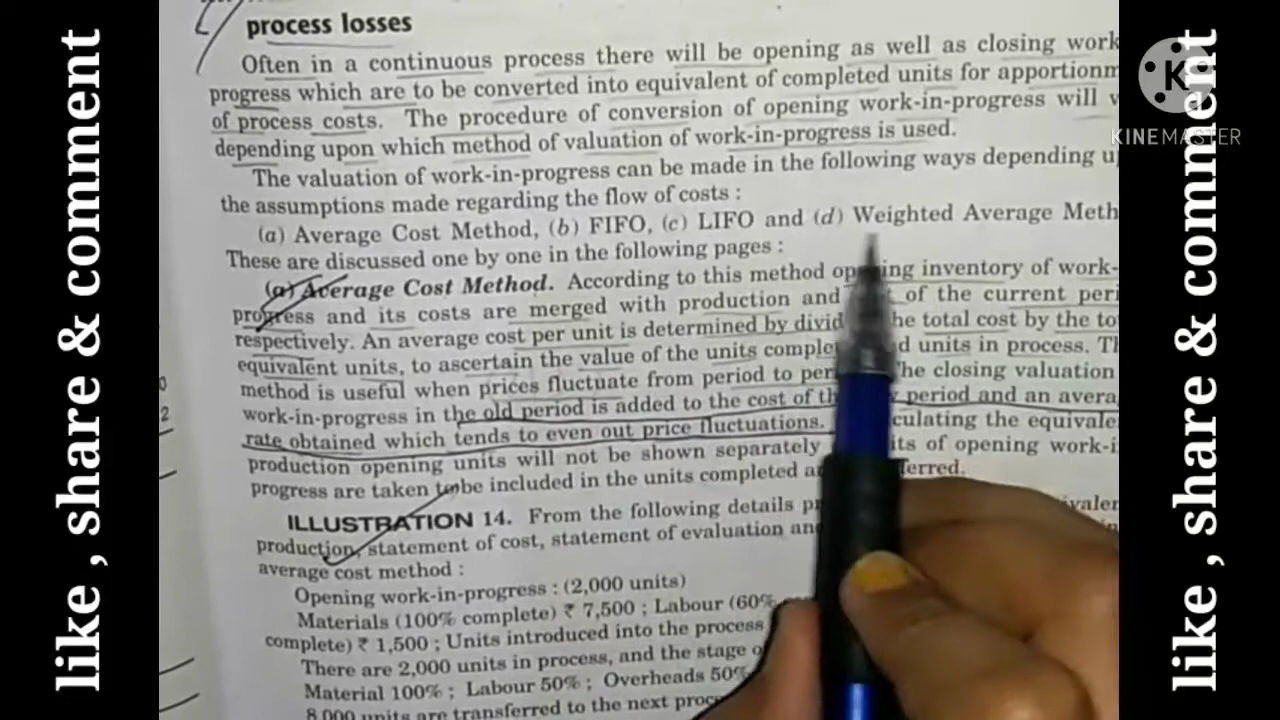 process losses
Often in a continuous process there will be opening as well as closing work
progress which are to be converted into equivalent of completed units for apportionm
of process costs. The procedure of conversion of opening work-in-progress will v
depending upon which method of valuation of work-in-progress is used.
The valuation of work-in-progress can be made in the following ways depending u
the assumptions made regarding the flow of costs :
(a) Average Cost Method, (b) FIFO, (c) LIFO and (d) Weighted Average Meth
These are discussed one by one in the following pages :
(a) Average Cost Method. According to this method opening inventory of work-
progress and its costs are merged with production and of the current peri
respectively. An average cost per unit is determined by divid he total cost by the to
equivalent units, to ascertain the value of the units comple d units in process. Th
method is useful when prices fluctuate from period to per he closing valuation
work-in-progress in the old period is added to the cost of th period and an avera
rate obtained which tends to even out price fluctuations. culating the equivale
production opening units will not be shown separately its of opening work-i
progress are taken to be included in the units completed a erred.
ILLUSTRATION 14. From the following details p ivalen
production, statement of cost, statement of evaluation an
average cost method :
Opening work-in-progress : (2,000 units)
Materials (100% complete) ₹ 7,500 ; Labour (60%
complete) ₹ 1,500 ; Units introduced into the process
There are 2,000 units in process, and the stage o
Material 100% ; Labour 50% ; Overheads 50%
8,000 units are transferred to the next proc
like , share & comment
like , share & comment
K
KINEMASTER
0
2